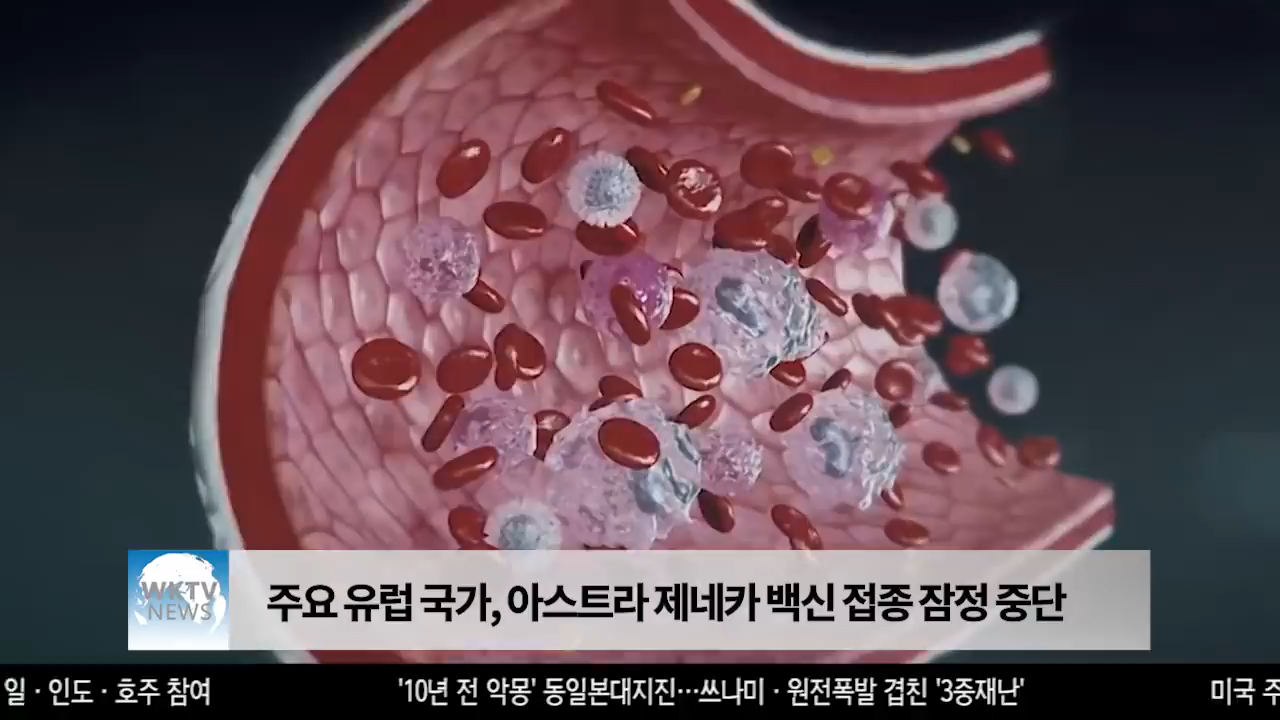 WKTV
NEWS
주요 유럽 국가, 아스트라 제네카 백신 접종 잠정 중단
일·인도·호주 참여 '10년 전 악몽' 동일본대지진…쓰나미·원전폭발 겹친 '3중재난' 미국 주